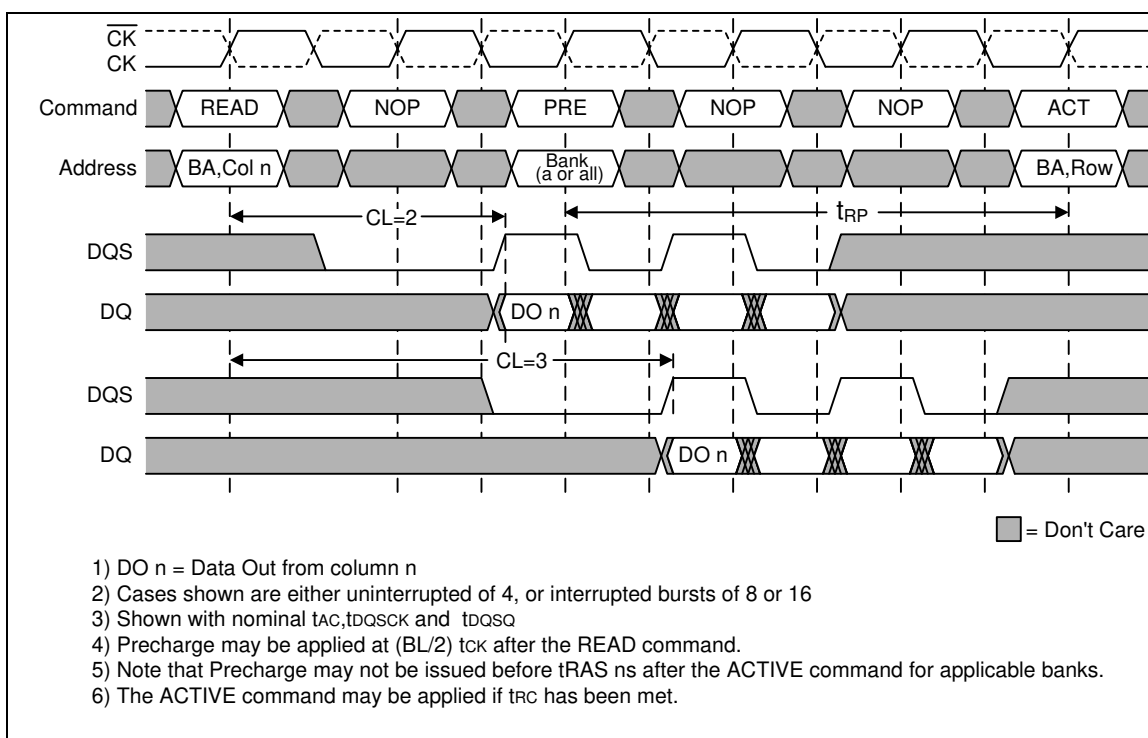 CK
CK
Command READ NOP PRE NOP NOP ACT
Address BA,Col n Bank (a or all) BA,Row
CL=2 tRP
DQS
DQ DO n
CL=3
DQS
DQ DO n
= Don't Care
1) DO n = Data Out from column n
2) Cases shown are either uninterrupted of 4, or interrupted bursts of 8 or 16
3) Shown with nominal tAC,tDQSCK and tDQSQ
4) Precharge may be applied at (BL/2) tCK after the READ command.
5) Note that Precharge may not be issued before tRAS ns after the ACTIVE command for applicable banks.
6) The ACTIVE command may be applied if tRC has been met.